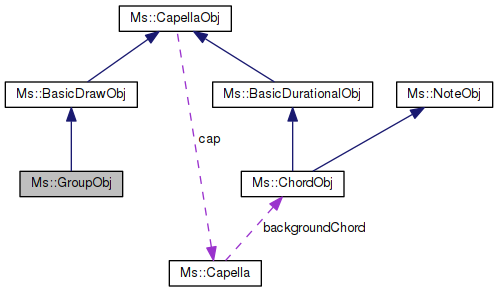 Ms::CapellaObj
Ms::BasicDrawObj
Ms::BasicDurationalObj
Ms::NoteObj
cap
Ms::GroupObj
Ms::ChordObj
backgroundChord
Ms::Capella